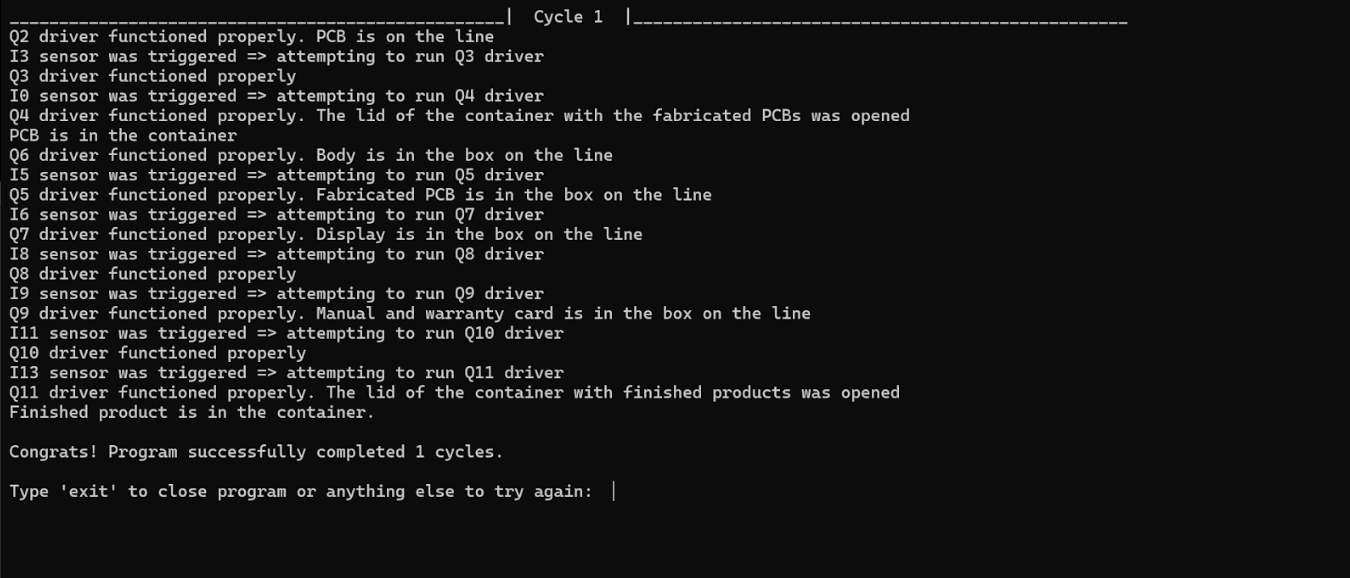 __________________________________________________|  Cycle 1  |__________________________________________________
Q2 driver functioned properly. PCB is on the line
I3 sensor was triggered => attempting to run Q3 driver
Q3 driver functioned properly
I0 sensor was triggered => attempting to run Q4 driver
Q4 driver functioned properly. The lid of the container with the fabricated PCBs was opened
PCB is in the container
Q6 driver functioned properly. Body is in the box on the line
I5 sensor was triggered => attempting to run Q5 driver
Q5 driver functioned properly. Fabricated PCB is in the box on the line
I6 sensor was triggered => attempting to run Q7 driver
Q7 driver functioned properly. Display is in the box on the line
I8 sensor was triggered => attempting to run Q8 driver
Q8 driver functioned properly
I9 sensor was triggered => attempting to run Q9 driver
Q9 driver functioned properly. Manual and warranty card is in the box on the line
I11 sensor was triggered => attempting to run Q10 driver
Q10 driver functioned properly
I13 sensor was triggered => attempting to run Q11 driver
Q11 driver functioned properly. The lid of the container with finished products was opened
Finished product is in the container.
Congrats! Program successfully completed 1 cycles.
Type 'exit' to close program or anything else to try again: